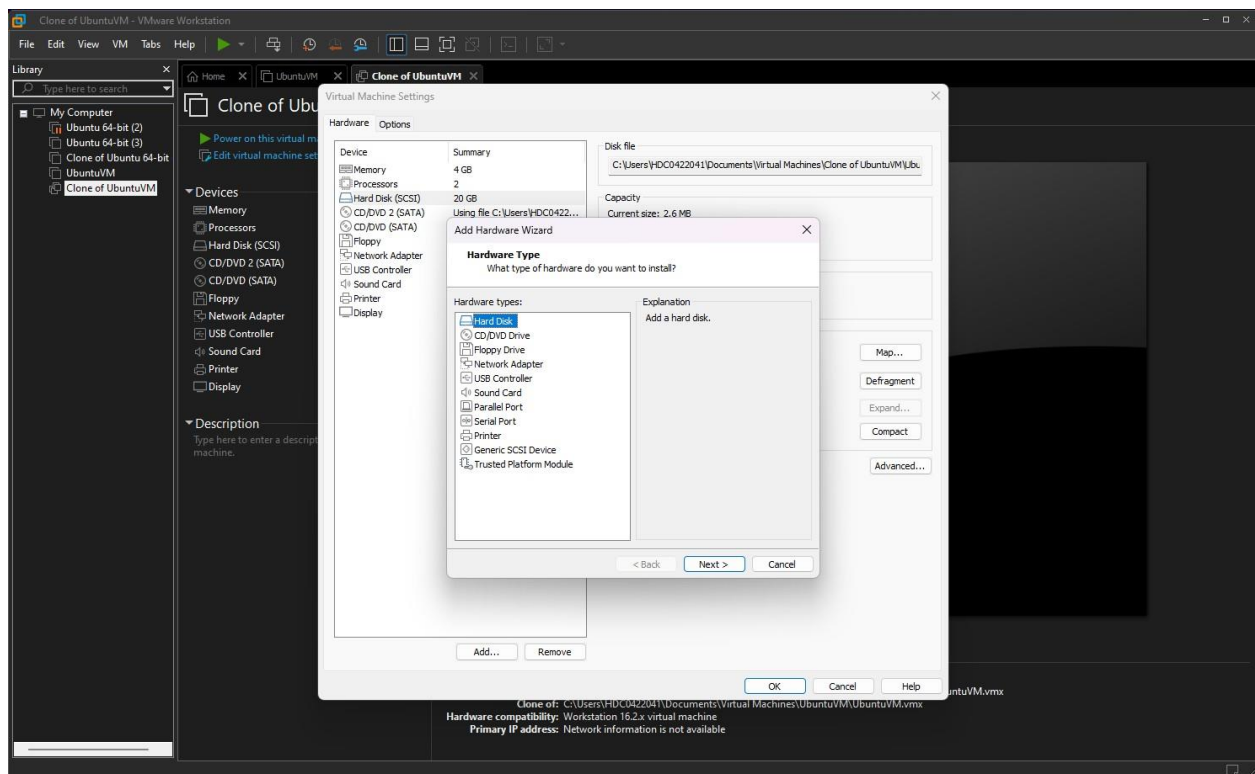 Clone of UbuntuVM - VMware Workstation
File Edit View VM Tabs Help
Library
Type here to search
My Computer
Ubuntu 64-bit (2)
Ubuntu 64-bit (3)
Clone of Ubuntu 64-bit
UbuntuVM
Clone of UbuntuVM
Home UbuntuVM Clone of UbuntuVM
Clone of Ubu
Power on this virtual m
Edit virtual machine set
Devices
Memory
Processors
Hard Disk (SCSI)
CD/DVD 2 (SATA)
CD/DVD (SATA)
Floppy
Network Adapter
USB Controller
Sound Card
Printer
Display
Description
Type here to enter a descript
machine.
Virtual Machine Settings
Hardware Options
Device Summary
Memory 4 GB
Processors 2
Hard Disk (SCSI) 20 GB
CD/DVD 2 (SATA) Using file C:\Users\HDC0422...
CD/DVD (SATA)
Floppy
Network Adapter
USB Controller
Sound Card
Printer
Display
Disk file
C:\Users\HDC0422041\Documents\Virtual Machines\Clone of UbuntuVM\Ubu
Capacity
Current size: 2.6 MB
Add Hardware Wizard
Hardware Type
What type of hardware do you want to install?
Hardware types:
Hard Disk
CD/DVD Drive
Floppy Drive
Network Adapter
USB Controller
Sound Card
Parallel Port
Serial Port
Printer
Generic SCSI Device
Trusted Platform Module
Explanation
Add a hard disk.
< Back Next > Cancel
Map...
Defragment
Expand...
Compact
Advanced...
Add... Remove
OK Cancel Help
untuVM.vmx
Clone of: C:\Users\HDC0422041\Documents\Virtual Machines\UbuntuVM\UbuntuVM.vmx
Hardware compatibility: Workstation 16.2.x virtual machine
Primary IP address: Network information is not available